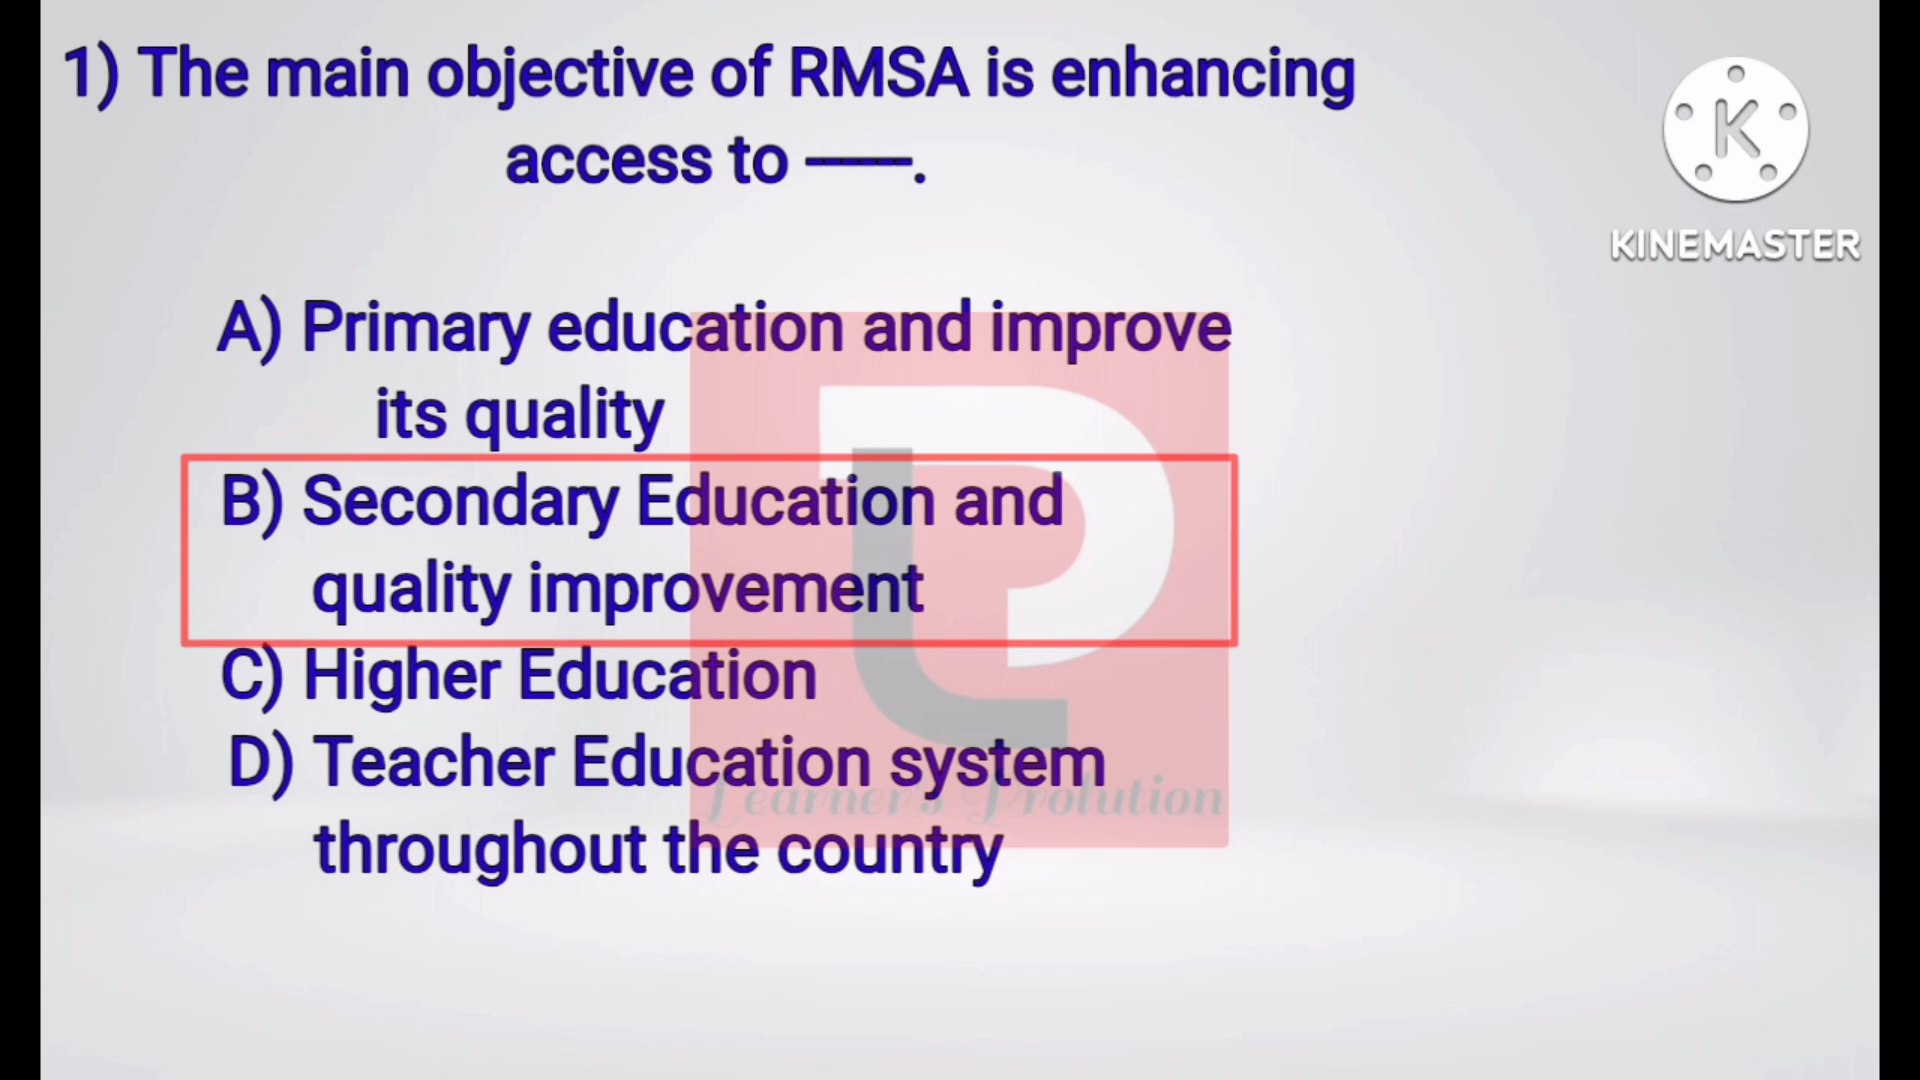 1) The main objective of RMSA is enhancing
access to ------.
K
KINEMASTER
A) Primary education and improve
its quality
B) Secondary Education and
quality improvement
C) Higher Education
D) Teacher Education system
Learner's Prolution
throughout the country